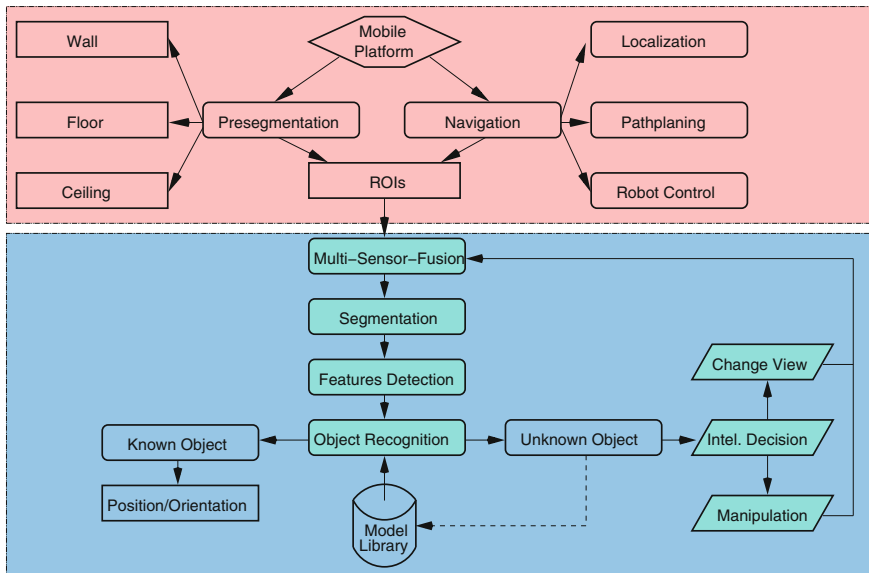 Wall
Mobile
Platform
Localization
Floor
Presegmentation
Navigation
Pathplaning
Ceiling
ROIs
Robot Control
Multi−Sensor−Fusion
Segmentation
Features Detection
Change View
Known Object
Object Recognition
Unknown Object
Intel. Decision
Position/Orientation
Model
Library
Manipulation